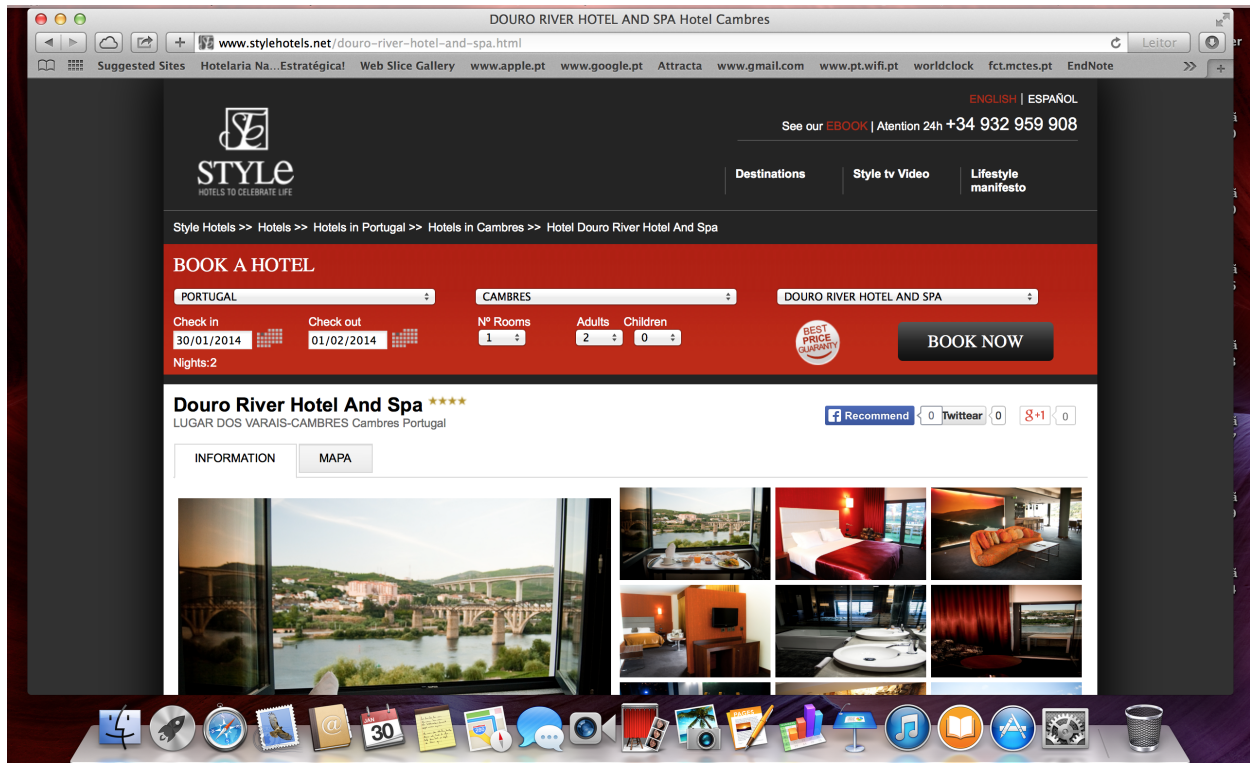 DOURO RIVER HOTEL AND SPA Hotel Cambres
www.stylehotels.net/douro-river-hotel-and-spa.html
Leitor
Suggested Sites Hotelaria Na...Estratégica! Web Slice Gallery www.apple.pt www.google.pt Attracta www.gmail.com www.pt.wifi.pt worldclock fct.mctes.pt EndNote
ENGLISH | ESPAÑOL
See our EBOOK | Atention 24h +34 932 959 908
STYLe
HOTELS TO CELEBRATE LIFE
Destinations Style tv Video Lifestyle
manifesto
Style Hotels >> Hotels >> Hotels in Portugal >> Hotels in Cambres >> Hotel Douro River Hotel And Spa
BOOK A HOTEL
PORTUGAL CAMBRES DOURO RIVER HOTEL AND SPA
Check in Check out Nº Rooms Adults Children
30/01/2014 01/02/2014 1 2 0
BEST
PRICE
GUARANTY
BOOK NOW
Nights:2
Douro River Hotel And Spa
LUGAR DOS VARAIS-CAMBRES Cambres Portugal
Recommend 0 Twittear 0 g+1 0
INFORMATION MAPA
JAN
30
PAGES